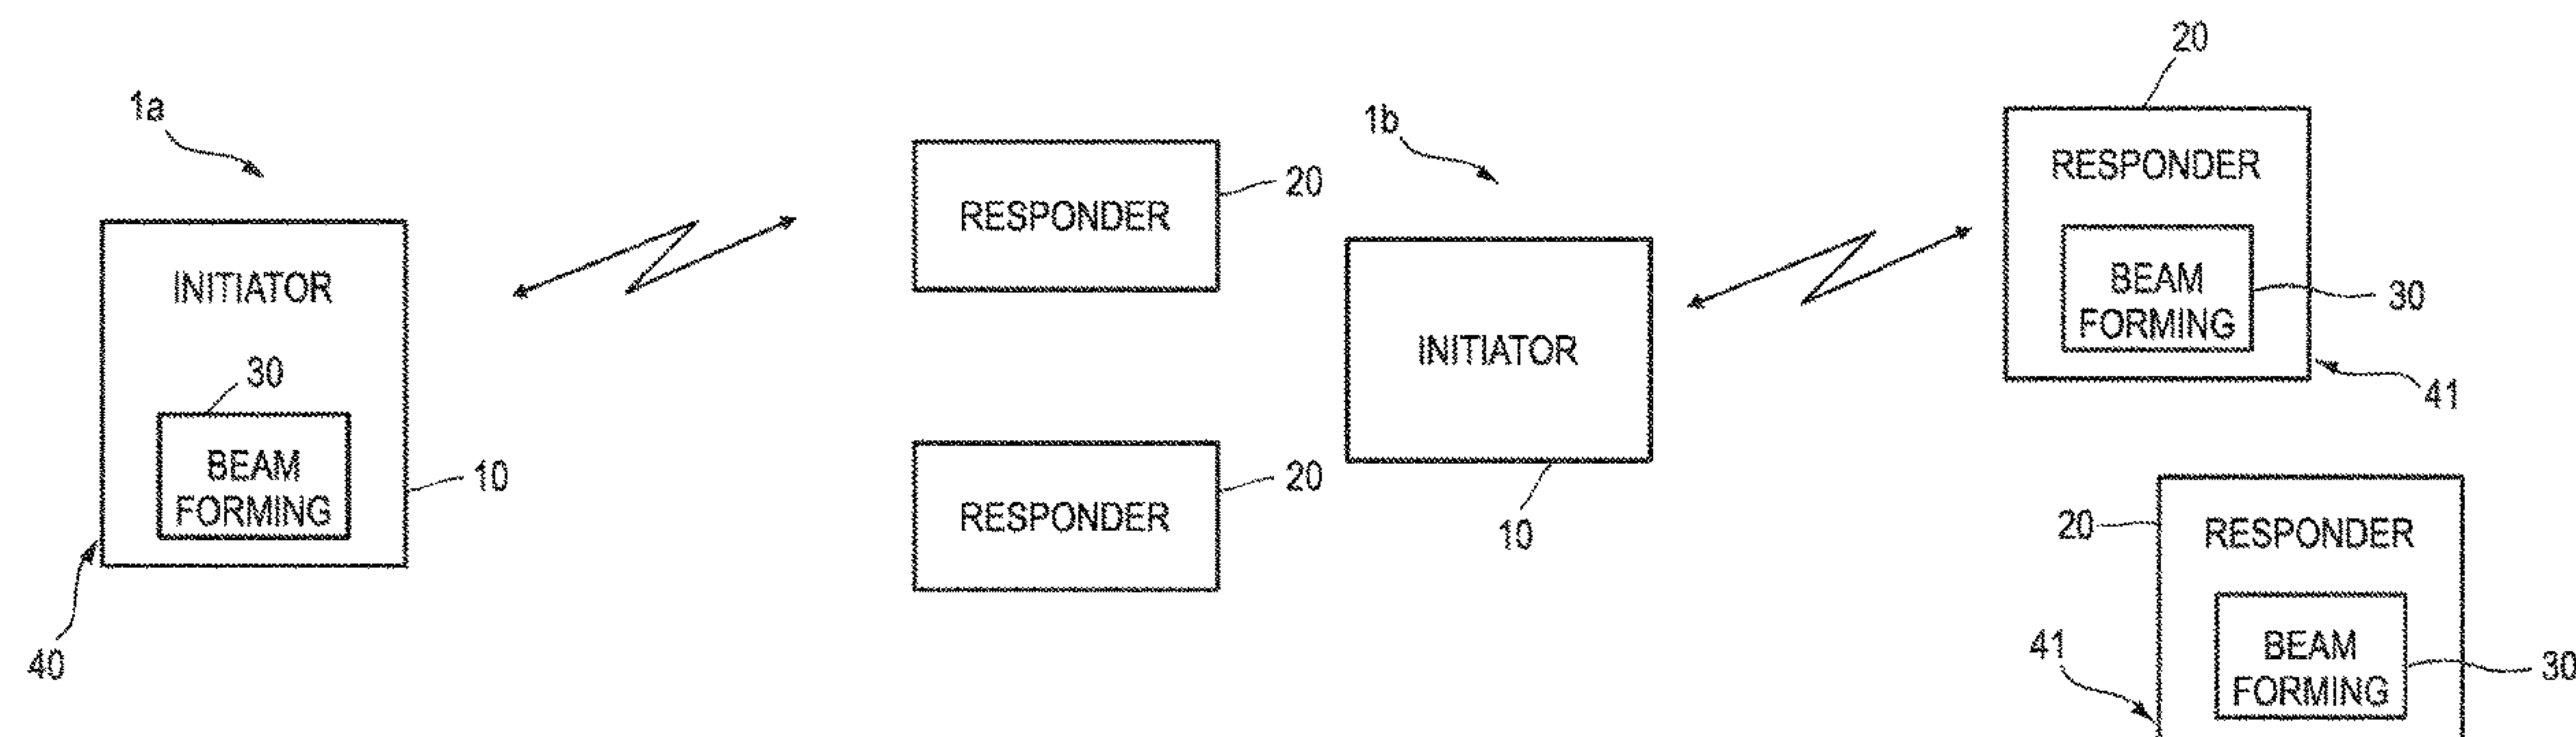 1a
INITIATOR
30
BEAM
FORMING
10
40
RESPONDER
20
RESPONDER
20
1b
INITIATOR
10
20
RESPONDER
BEAM
FORMING
30
41
20
RESPONDER
BEAM
FORMING
30
41